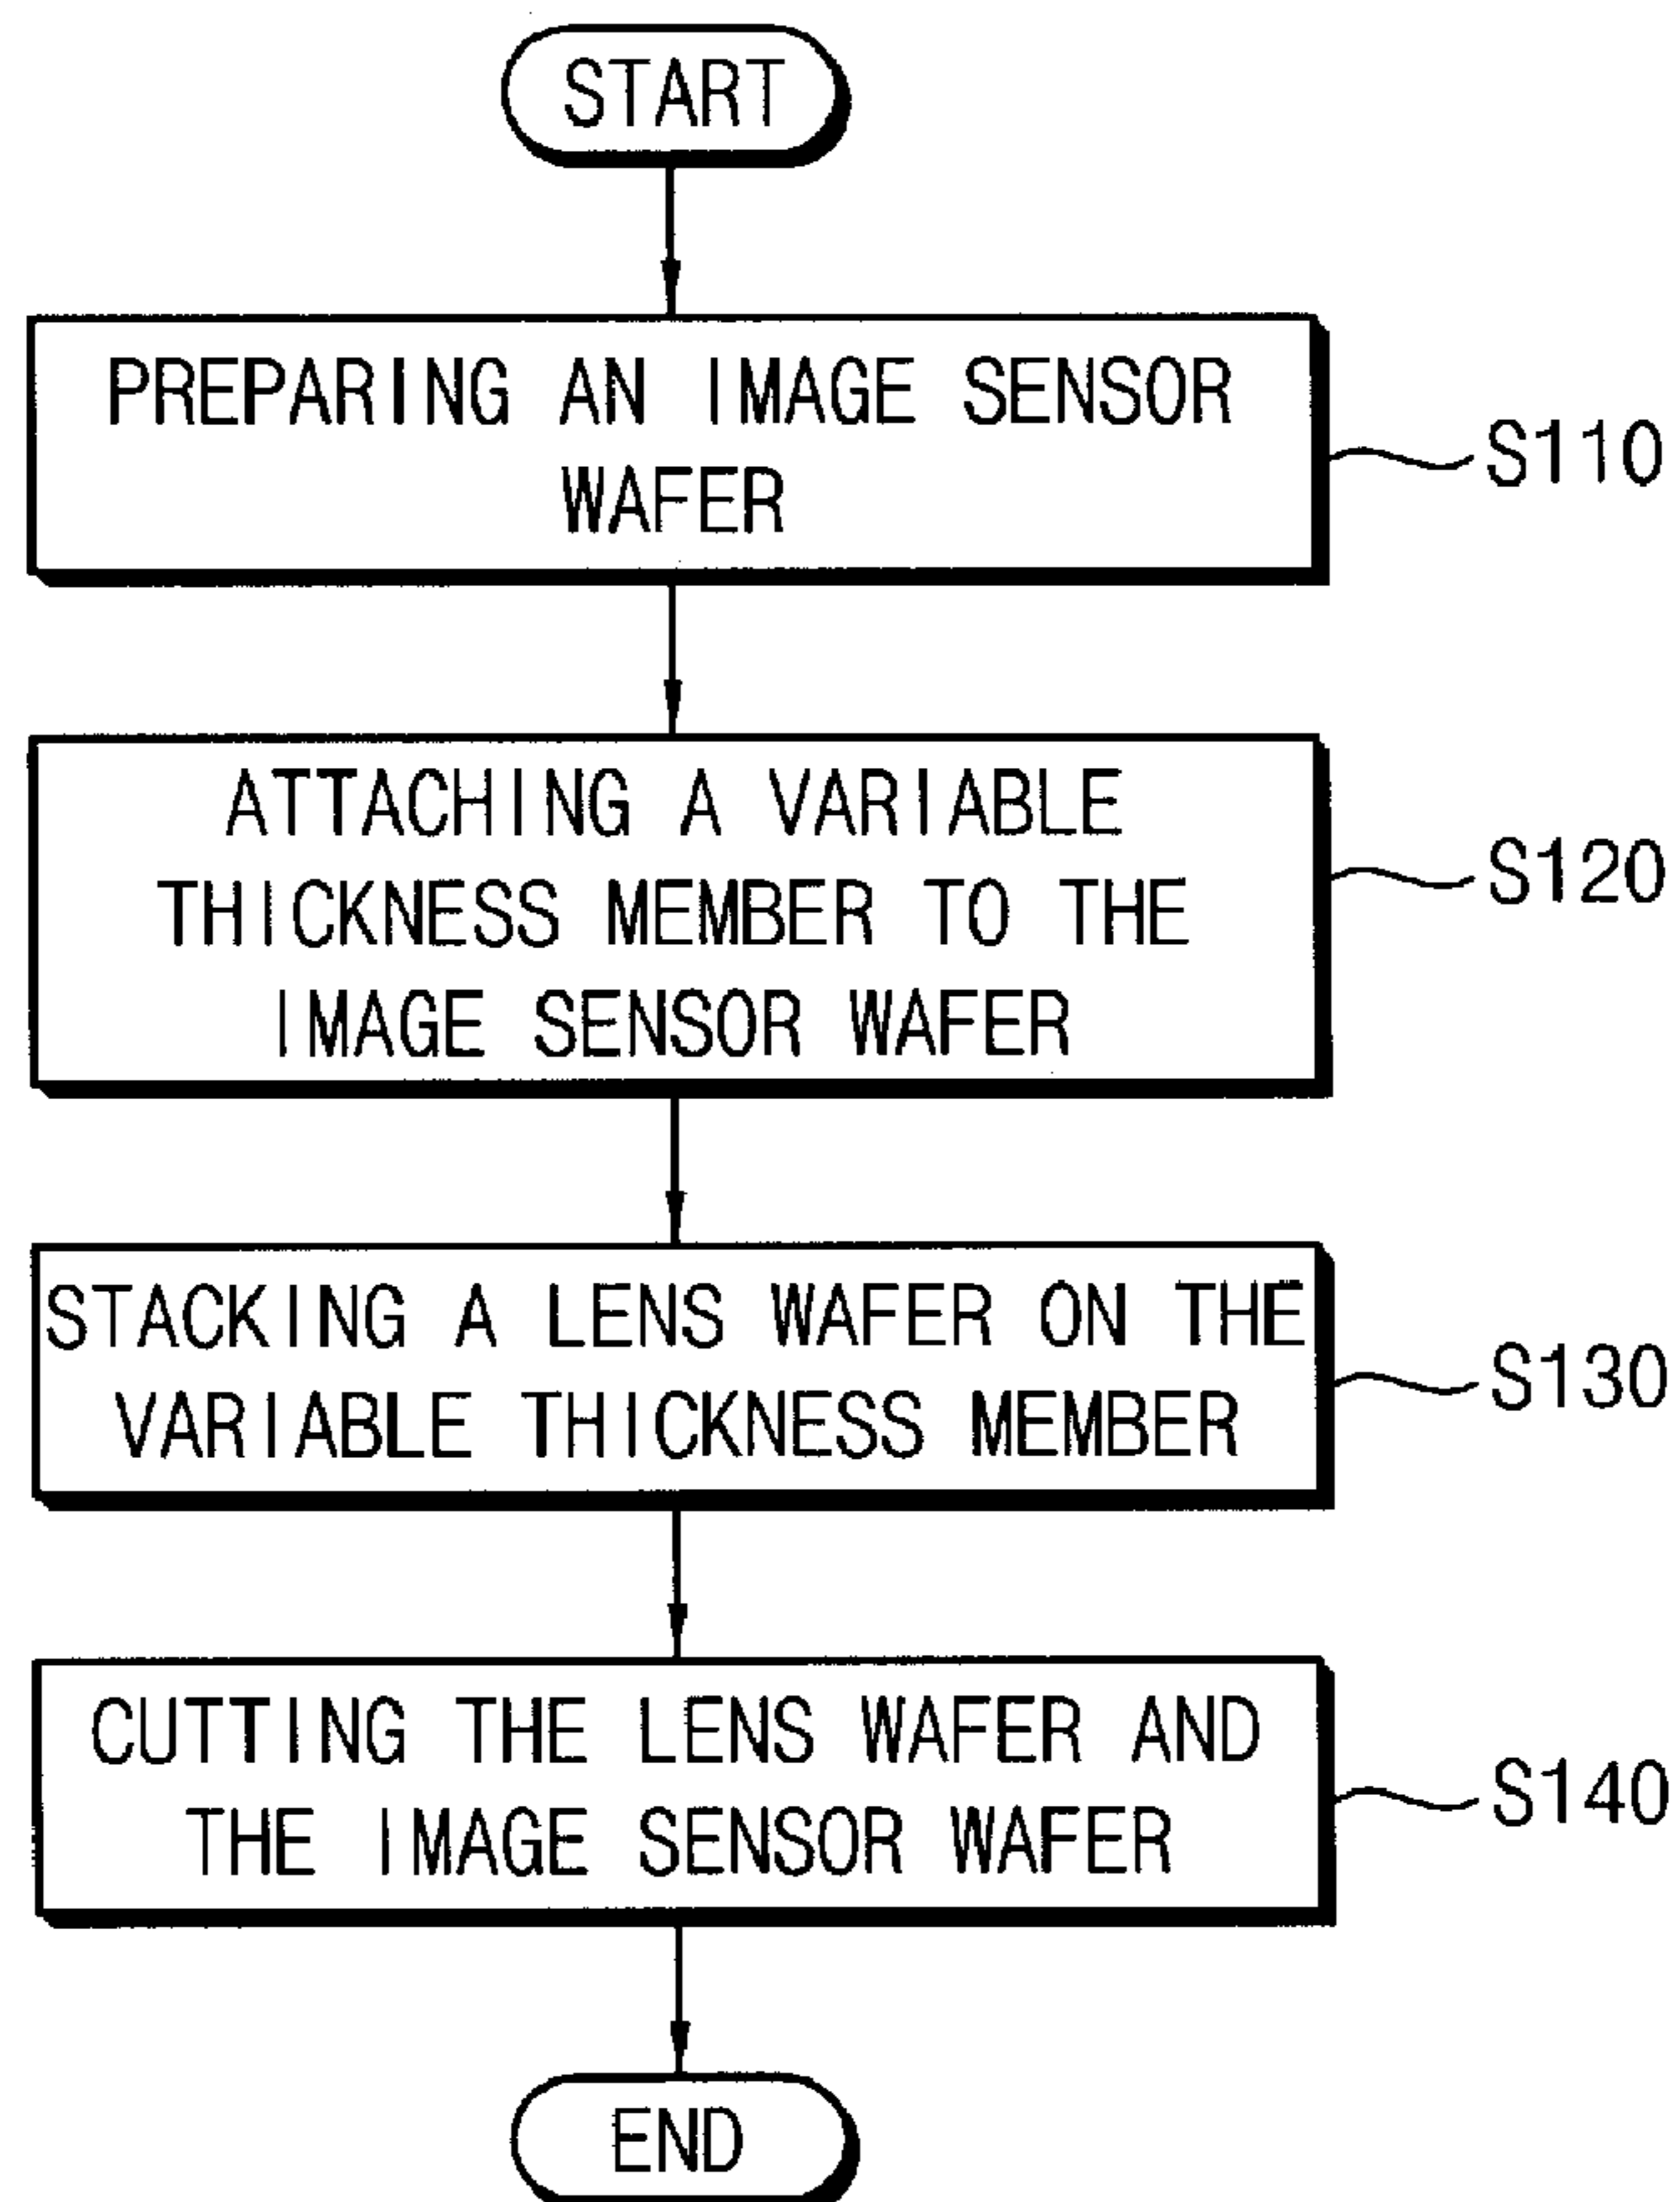 START
PREPARING AN IMAGE SENSOR
WAFER
S110
ATTACHING A VARIABLE
THICKNESS MEMBER TO THE
IMAGE SENSOR WAFER
S120
STACKING A LENS WAFER ON THE
VARIABLE THICKNESS MEMBER
S130
CUTTING THE LENS WAFER AND
THE IMAGE SENSOR WAFER
S140
END